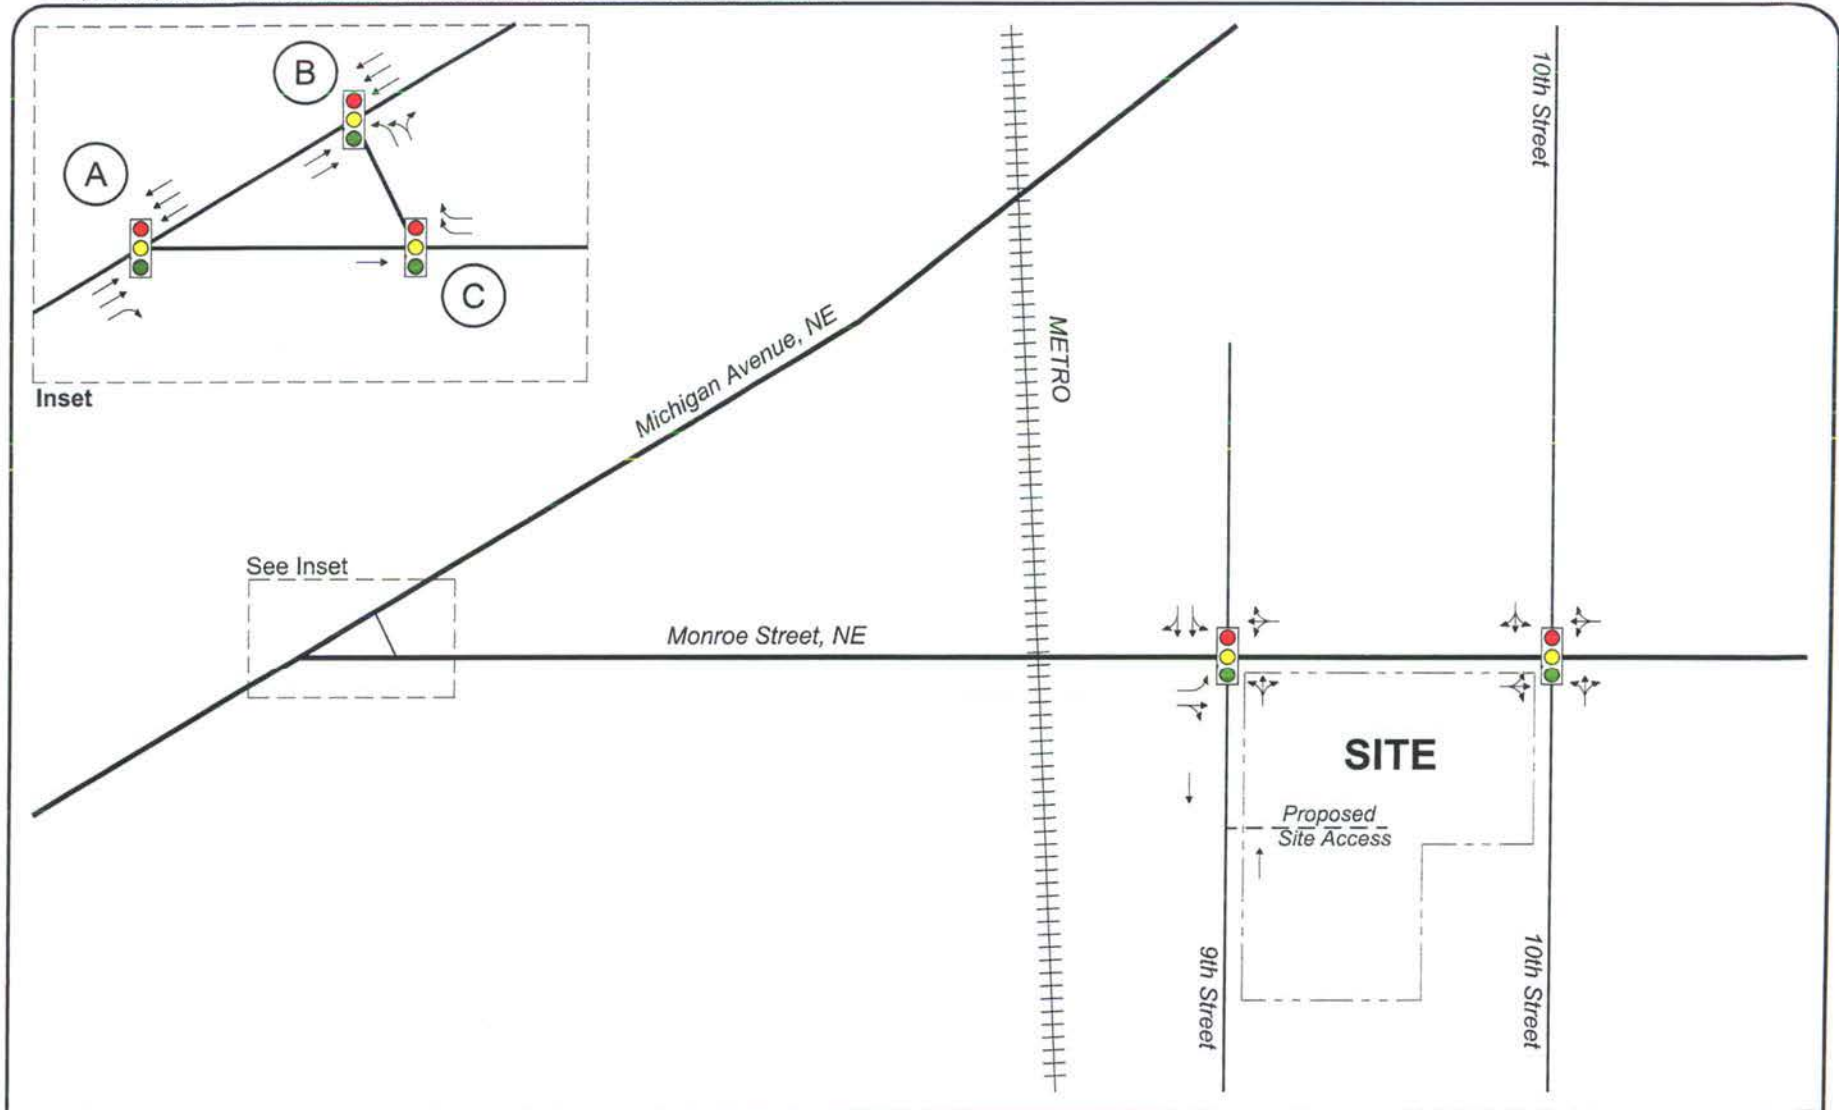 B
A
C
Inset
10th Street
Michigan Avenue, NE
METRO
See Inset
Monroe Street, NE
SITE
Proposed
Site Access
9th Street
10th Street